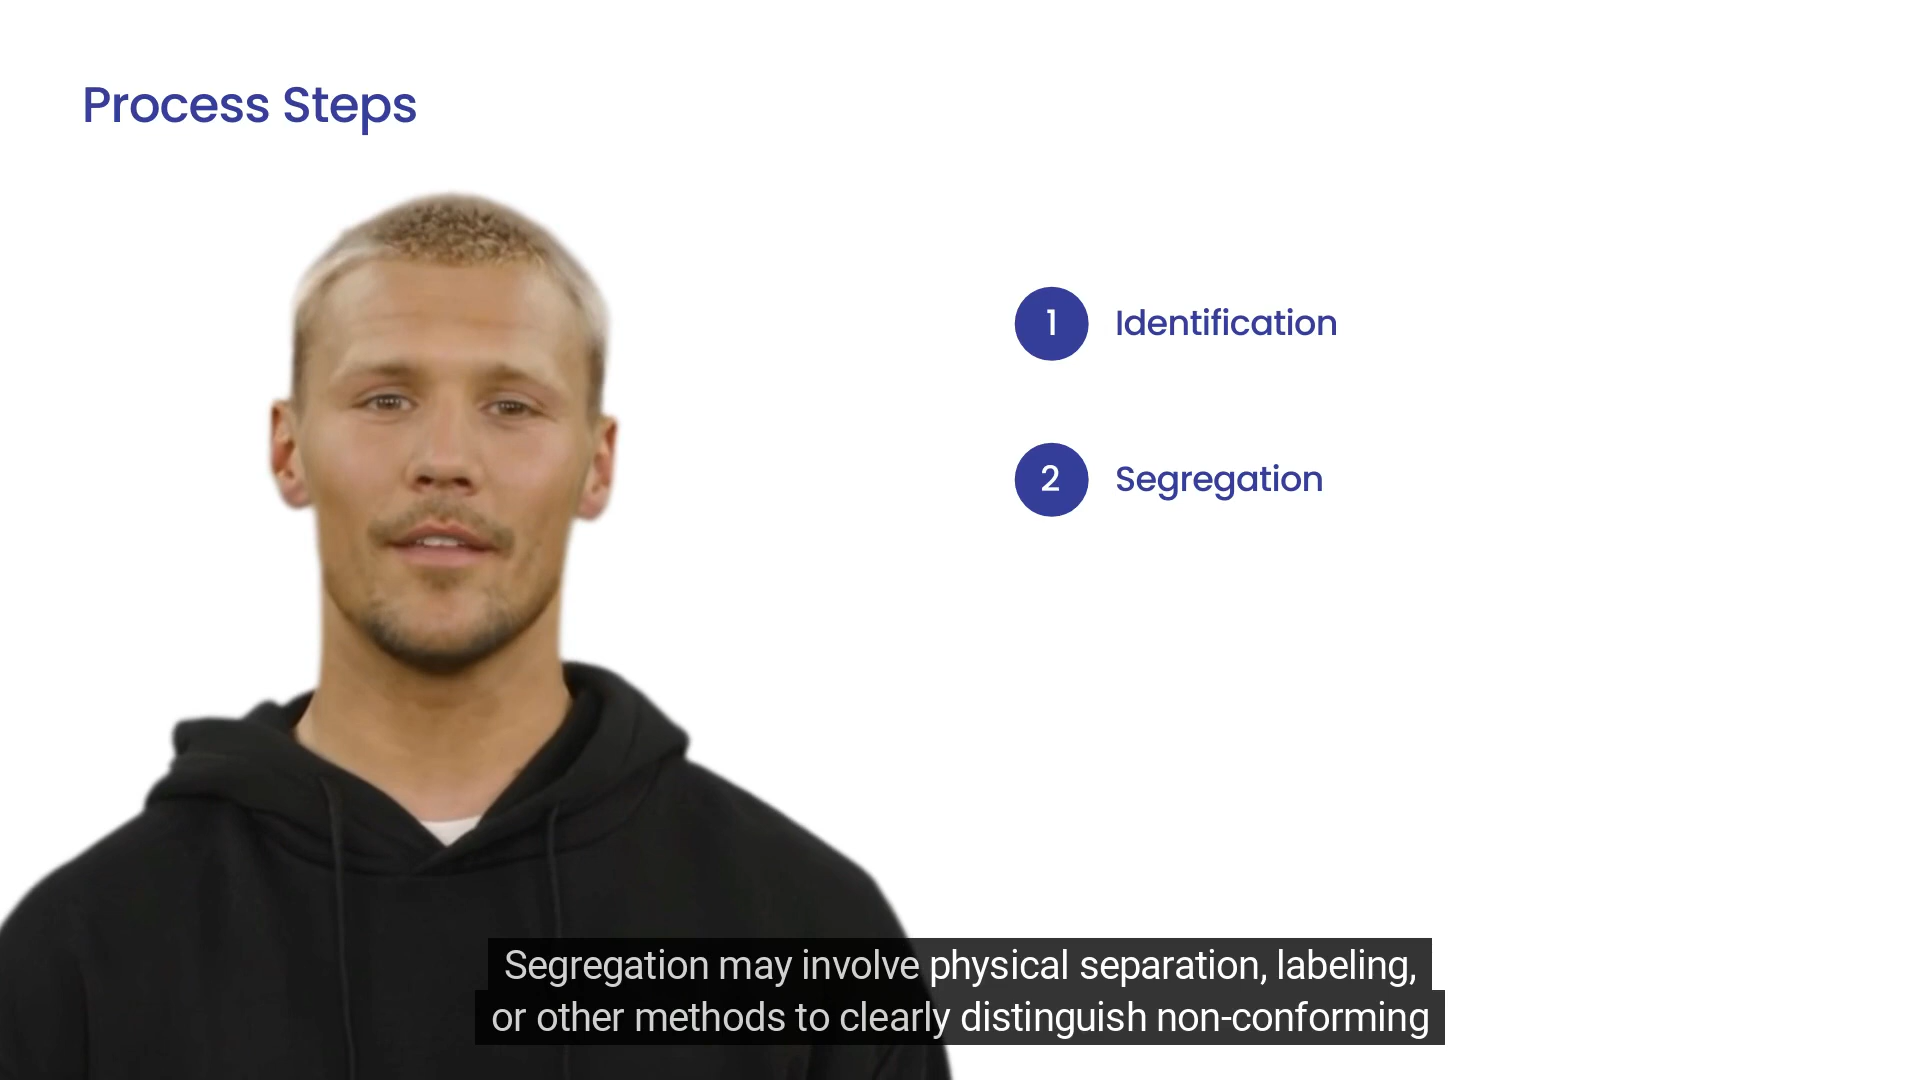 Process Steps
1 Identification
2 Segregation
Segregation may involve physical separation, labeling,
or other methods to clearly distinguish non-conforming